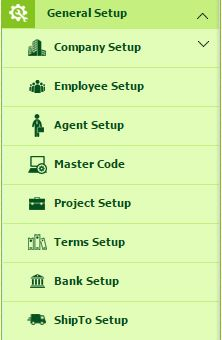 General Setup
Company Setup
Employee Setup
Agent Setup
Master Code
Project Setup
Terms Setup
Bank Setup
ShipTo Setup